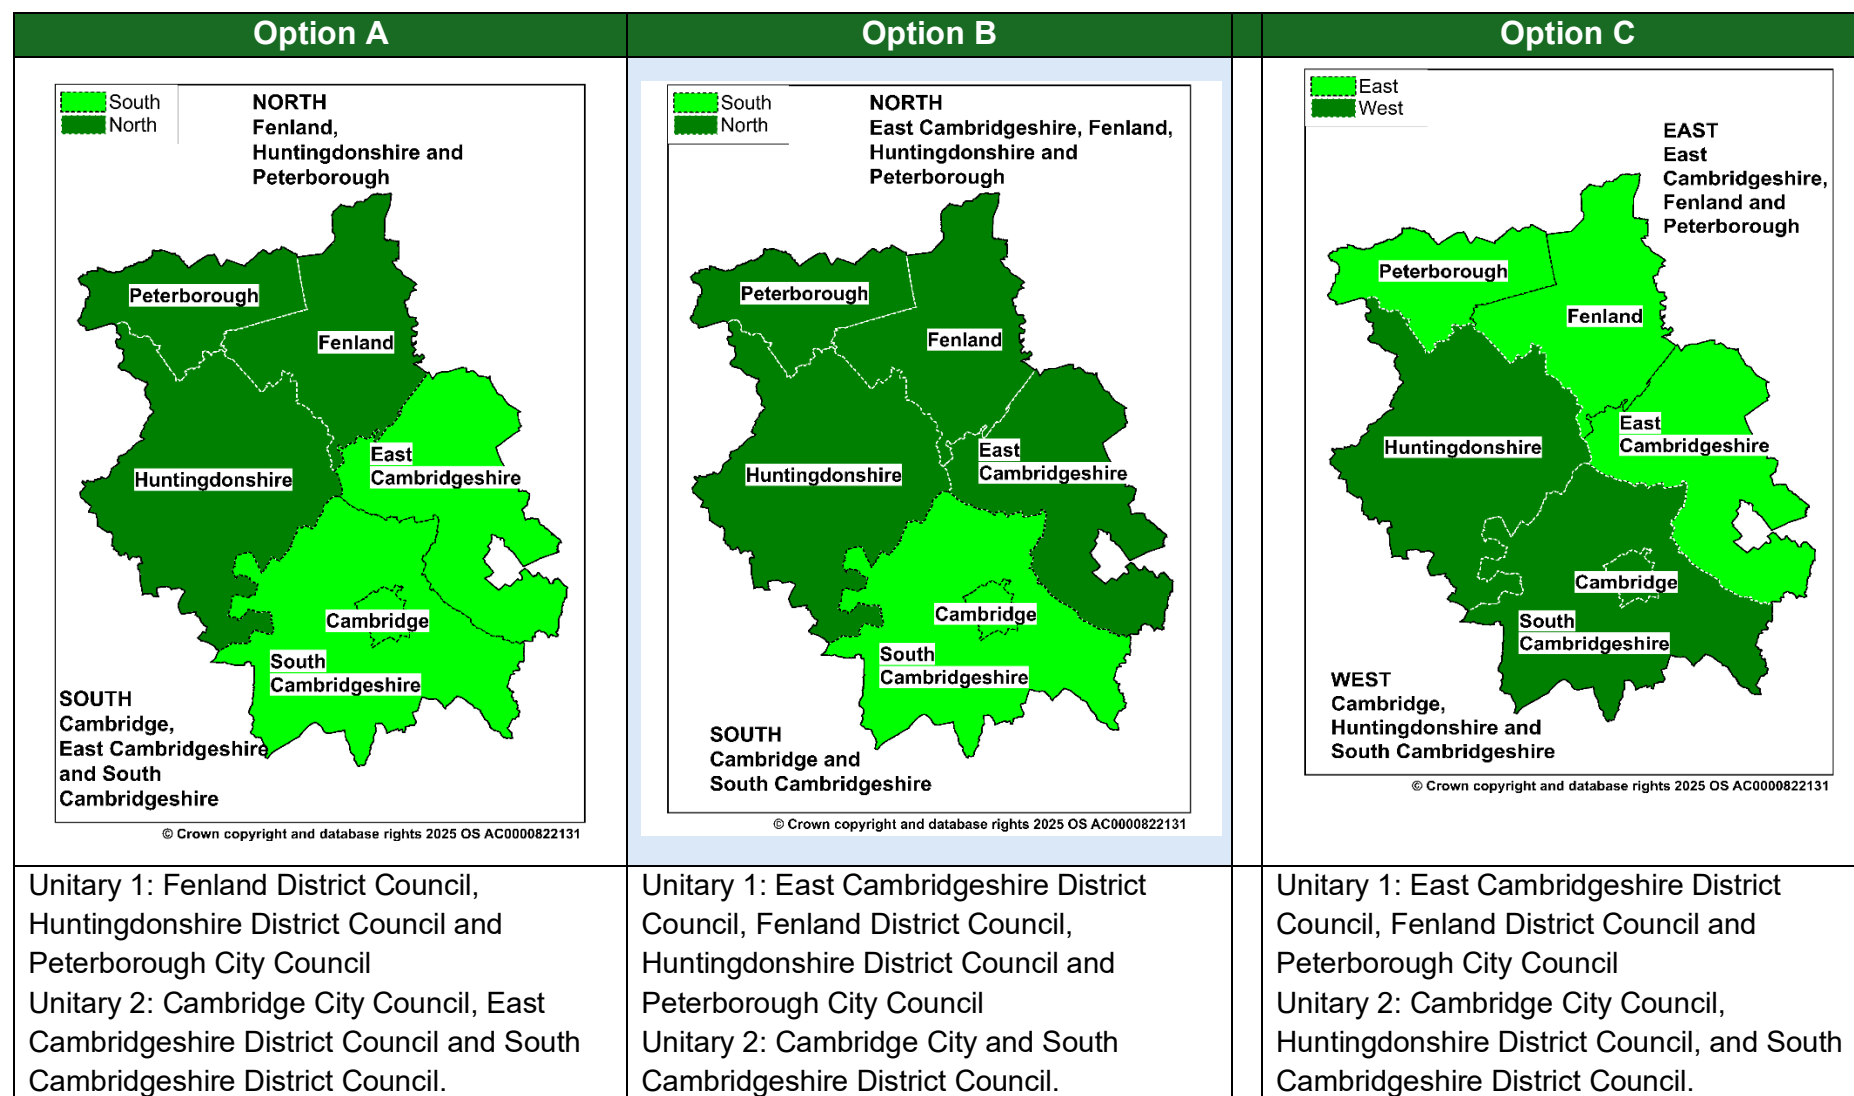 Option A
South
North
NORTH
Fenland,
Huntingdonshire and
Peterborough
Peterborough
Fenland
East
Cambridgeshire
Huntingdonshire
Cambridge
South
Cambridgeshire
SOUTH
Cambridge,
East Cambridgeshire
and South
Cambridgeshire
© Crown copyright and database rights 2025 OS AC0000822131
Unitary 1: Fenland District Council,
Huntingdonshire District Council and
Peterborough City Council
Unitary 2: Cambridge City Council, East
Cambridgeshire District Council and South
Cambridgeshire District Council.
Option B
South
North
NORTH
East Cambridgeshire, Fenland,
Huntingdonshire and
Peterborough
Peterborough
Fenland
East
Cambridgeshire
Huntingdonshire
Cambridge
South
Cambridgeshire
SOUTH
Cambridge and
South Cambridgeshire
© Crown copyright and database rights 2025 OS AC0000822131
Unitary 1: East Cambridgeshire District
Council, Fenland District Council,
Huntingdonshire District Council and
Peterborough City Council
Unitary 2: Cambridge City and South
Cambridgeshire District Council.
Option C
East
West
EAST
East
Cambridgeshire,
Fenland and
Peterborough
Peterborough
Fenland
East
Cambridgeshire
Huntingdonshire
Cambridge
South
Cambridgeshire
WEST
Cambridge,
Huntingdonshire and
South Cambridgeshire
© Crown copyright and database rights 2025 OS AC0000822131
Unitary 1: East Cambridgeshire District
Council, Fenland District Council and
Peterborough City Council
Unitary 2: Cambridge City Council,
Huntingdonshire District Council, and South
Cambridgeshire District Council.